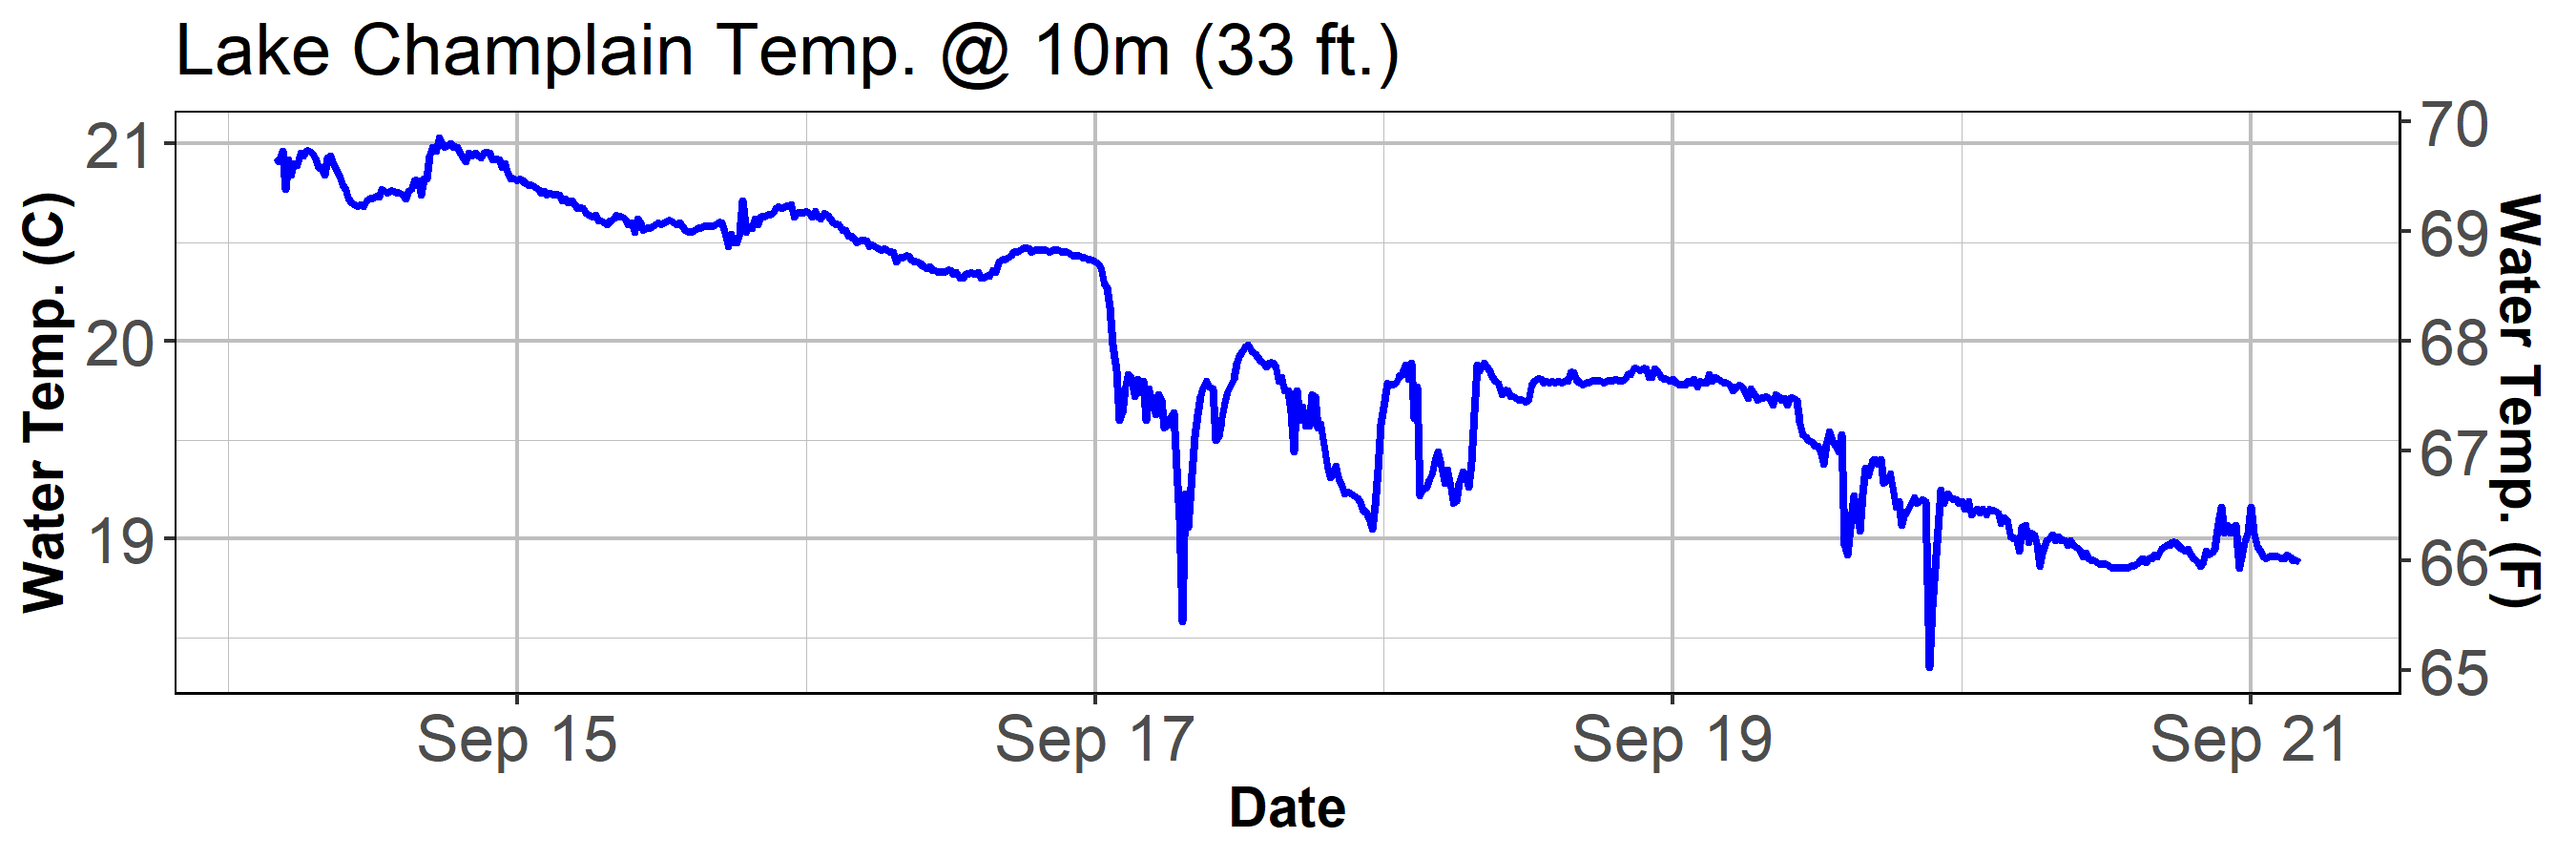 Lake Champlain Temp. @ 10m (33 ft.)
Water Temp. (C)
21
20
19
70
69
68
67
66
65
Water Temp. (F)
Sep 15 Sep 17 Sep 19 Sep 21
Date